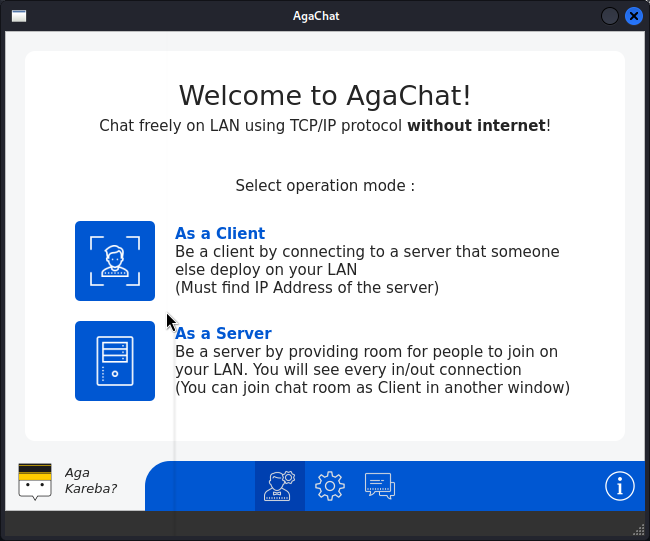 AgaChat
Welcome to AgaChat!
Chat freely on LAN using TCP/IP protocol without internet!
Select operation mode :
As a Client
Be a client by connecting to a server that someone
else deploy on your LAN
(Must find IP Address of the server)
As a Server
Be a server by providing room for people to join on
your LAN. You will see every in/out connection
(You can join chat room as Client in another window)
Aga
Kareba?